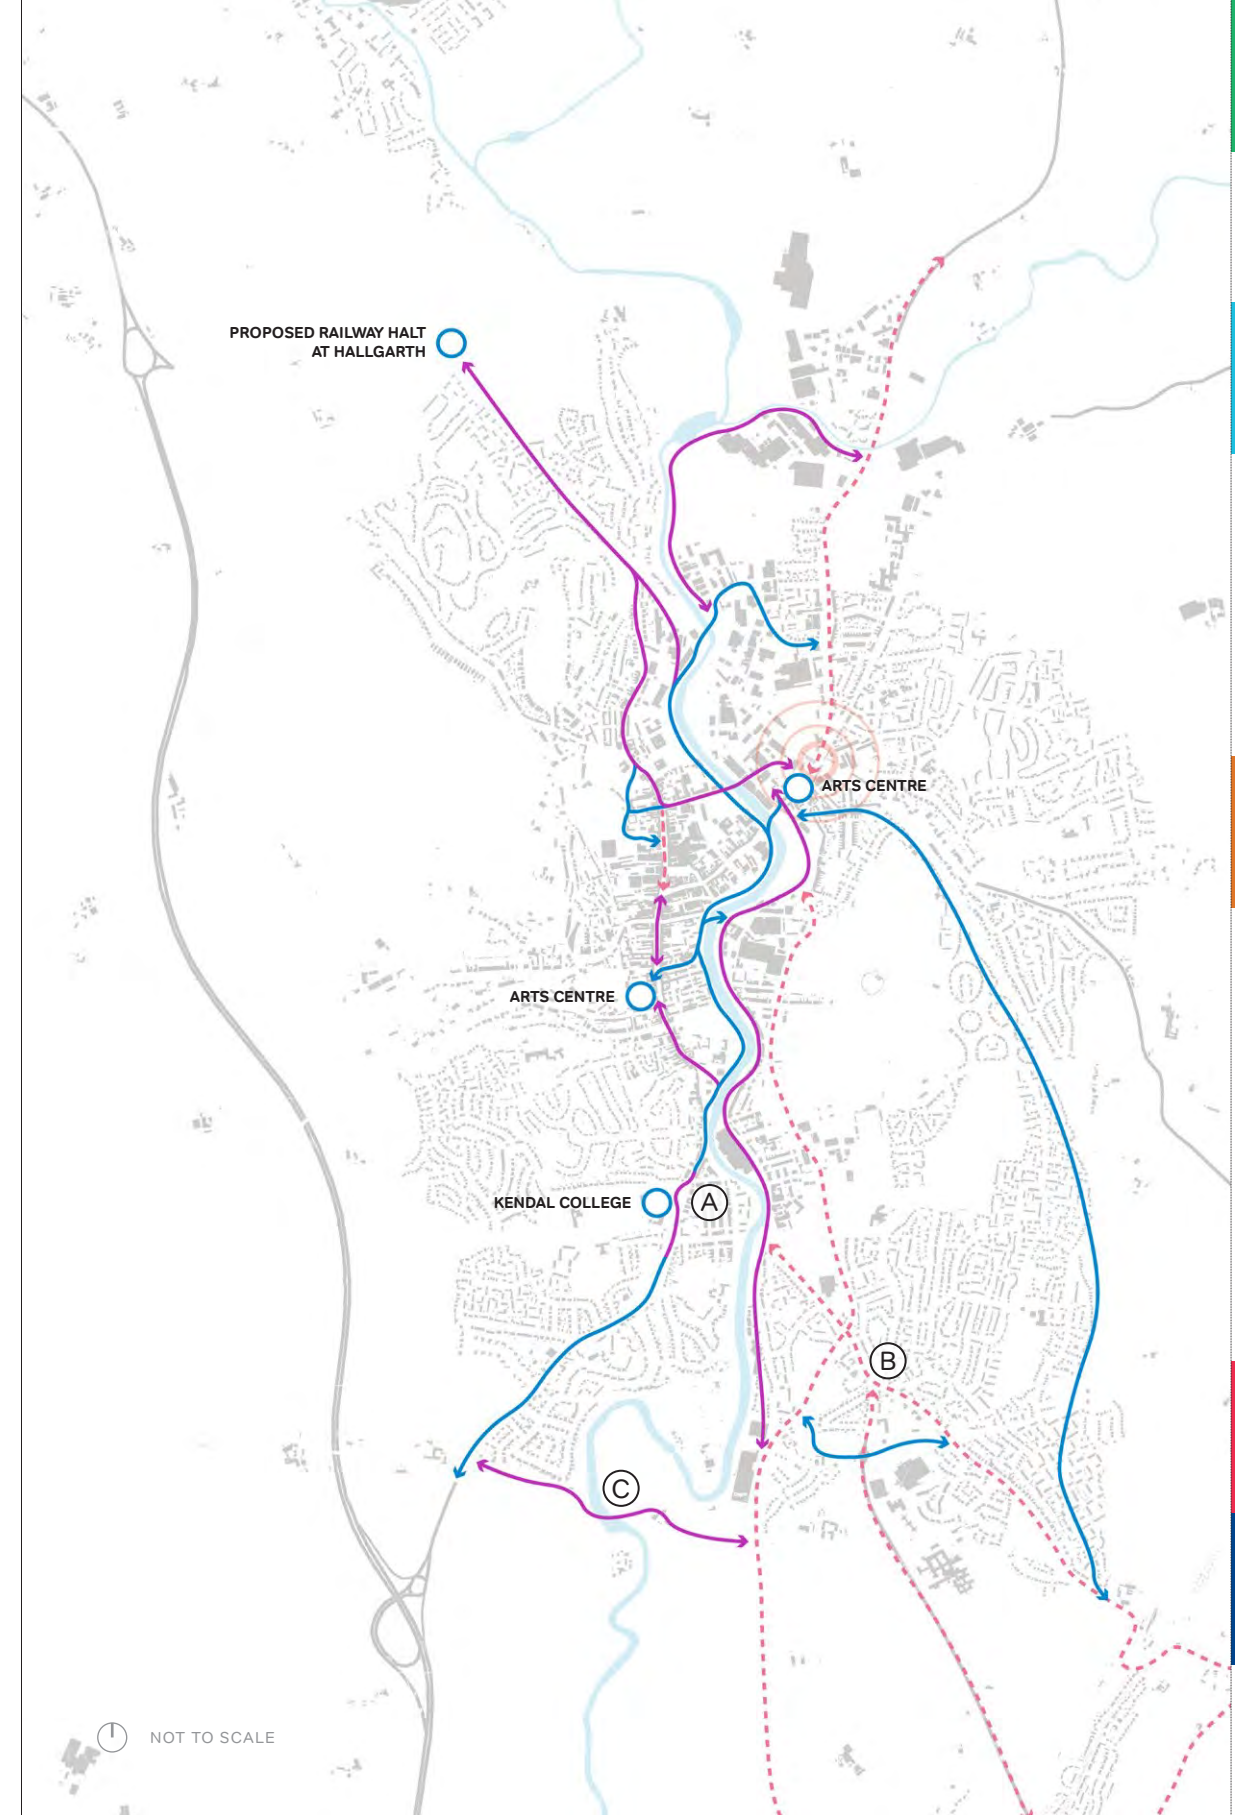 PROPOSED RAILWAY HALT
AT HALLGARTH
ARTS CENTRE
ARTS CENTRE
KENDAL COLLEGE
A
B
C
NOT TO SCALE